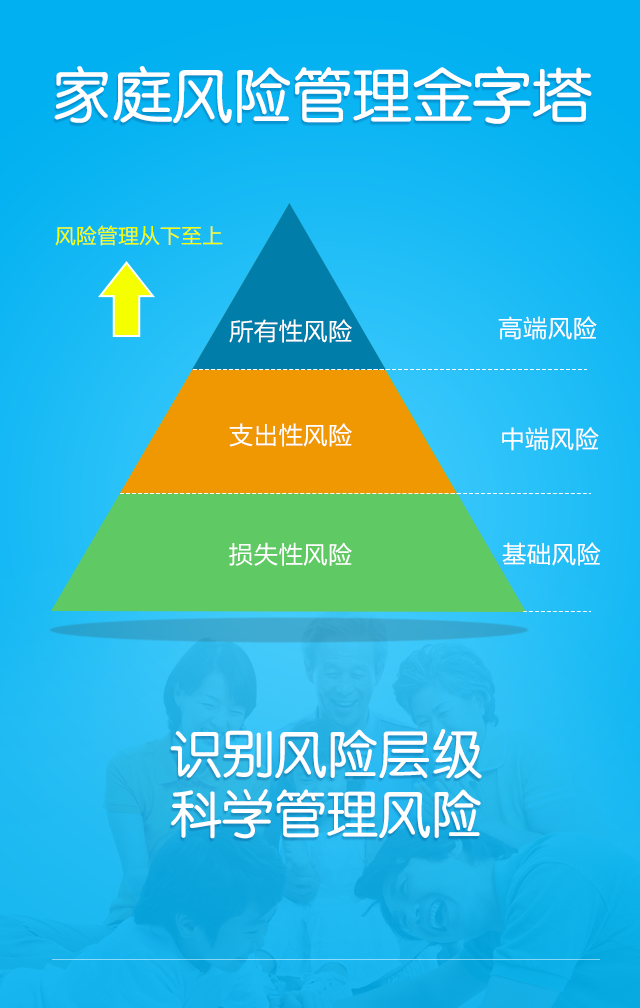 家庭风险管理金字塔
风险管理从下至上
所有性风险
高端风险
支出性风险
中端风险
损失性风险
基础风险
识别风险层级
科学管理风险